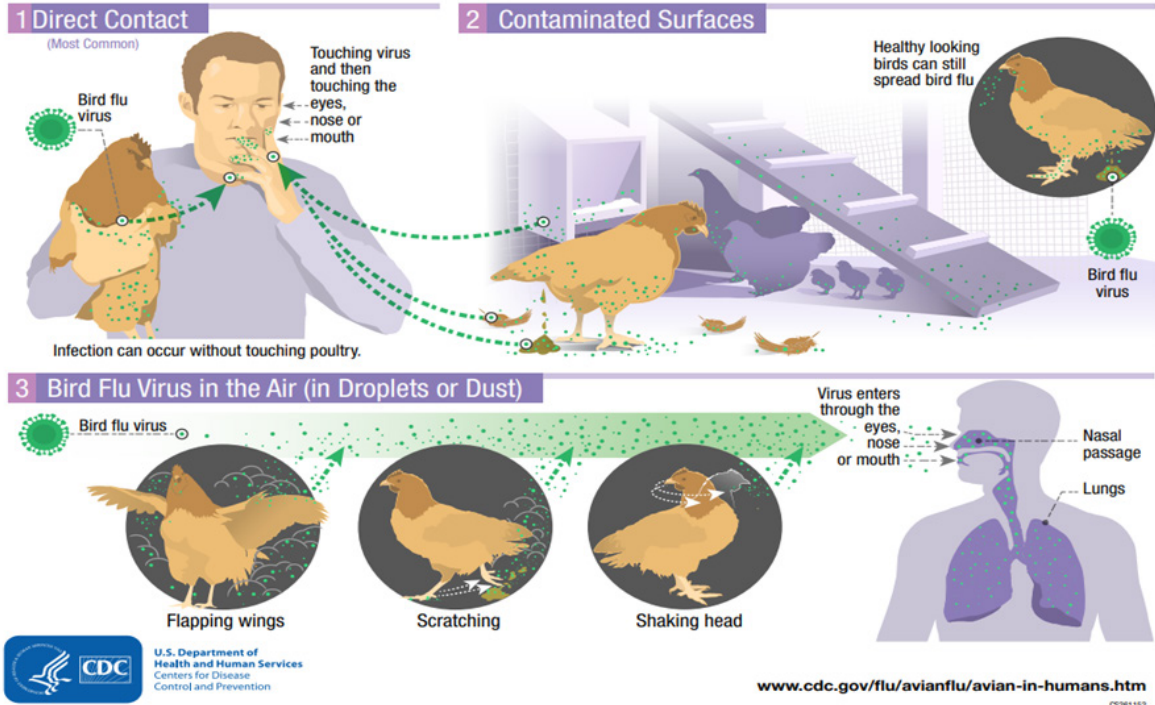 1 Direct Contact
(Most Common)
Bird flu
virus
Touching virus
and then
touching the
eyes,
nose or
mouth
Infection can occur without touching poultry.
2 Contaminated Surfaces
Healthy looking
birds can still
spread bird flu
Bird flu
virus
3 Bird Flu Virus in the Air (in Droplets or Dust)
Bird flu virus
Flapping wings
Scratching
Shaking head
Virus enters
through the
eyes,
nose
or mouth
Nasal
passage
Lungs
CDC
U.S. Department of
Health and Human Services
Centers for Disease
Control and Prevention
www.cdc.gov/flu/avianflu/avian-in-humans.htm